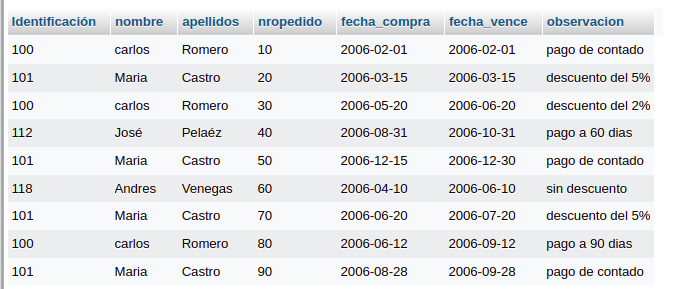 Identificación nombre apellidos nropedido fecha_compra fecha_vence observacion
100 carlos Romero 10 2006-02-01 2006-02-01 pago de contado
101 Maria Castro 20 2006-03-15 2006-03-15 descuento del 5%
100 carlos Romero 30 2006-05-20 2006-06-20 descuento del 2%
112 José Pelaéz 40 2006-08-31 2006-10-31 pago a 60 dias
101 Maria Castro 50 2006-12-15 2006-12-30 pago de contado
118 Andres Venegas 60 2006-04-10 2006-06-10 sin descuento
101 Maria Castro 70 2006-06-20 2006-07-20 descuento del 5%
100 carlos Romero 80 2006-06-12 2006-09-12 pago a 90 dias
101 Maria Castro 90 2006-08-28 2006-09-28 pago de contado